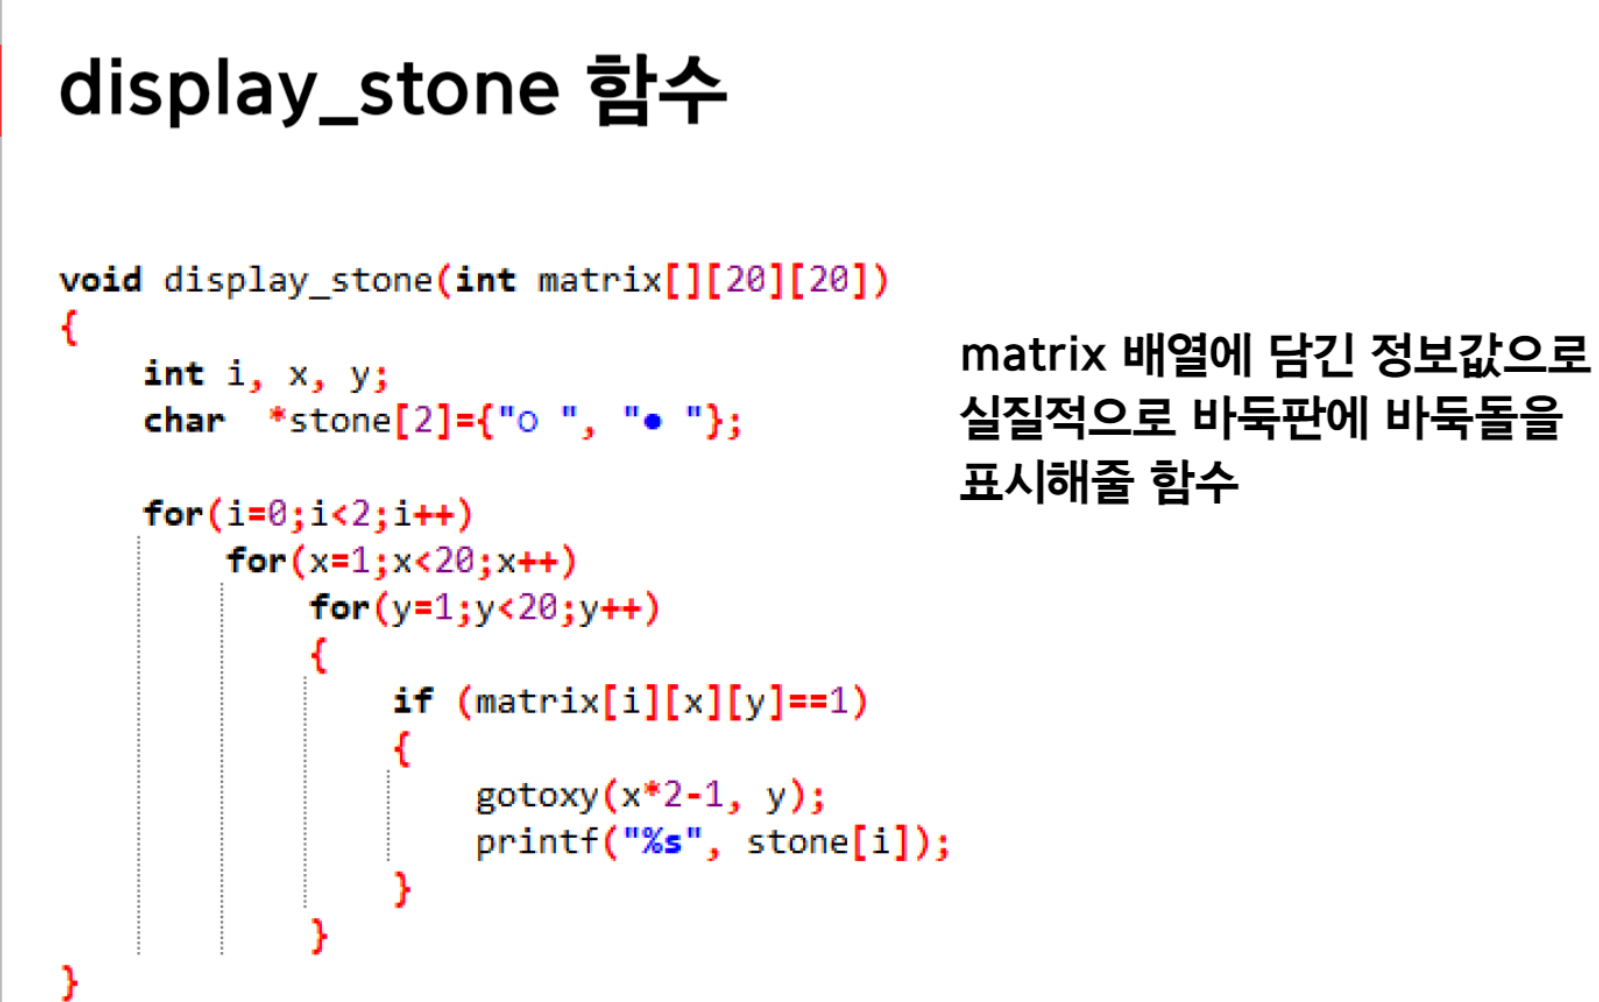 display_stone 함수
void display_stone(int matrix[][20][20])
{
    int i, x, y;
    char  *stone[2]={"○ ", "● "};
matrix 배열에 담긴 정보값으로
실질적으로 바둑판에 바둑돌을
표시해줄 함수
    for(i=0;i<2;i++)
        for(x=1;x<20;x++)
            for(y=1;y<20;y++)
            {
                if (matrix[i][x][y]==1)
                {
                    gotoxy(x*2-1, y);
                    printf("%s", stone[i]);
                }
            }
}